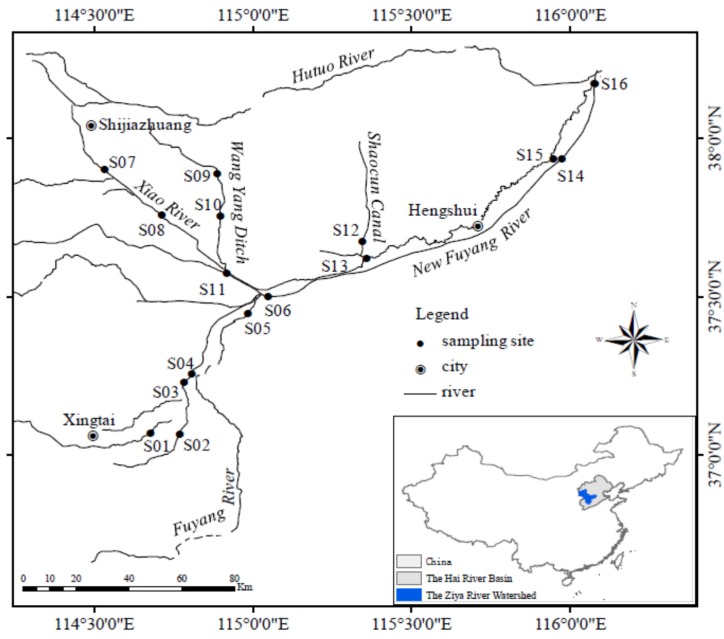 114°30'0"E
115°0'0"E
115°30'0"E
116°0'0"E
Hutuo River
S16
Shijiazhuang
38°0'0"N
S07
S09
Wang Yang Ditch
Shaocun Canal
S15
S14
Xiao River
S10
S08
Hengshui
S12
S13
New Fuyang River
S11
S06
37°30'0"N
S05
Legend
sampling site
city
river
N
W
E
S
S04
S03
Xingtai
S01
S02
37°0'0"N
Fuyang River
China
The Hai River Basin
The Ziya River Watershed
0 10 20 40 60 80
Km
114°30'0"E
115°0'0"E
115°30'0"E
116°0'0"E